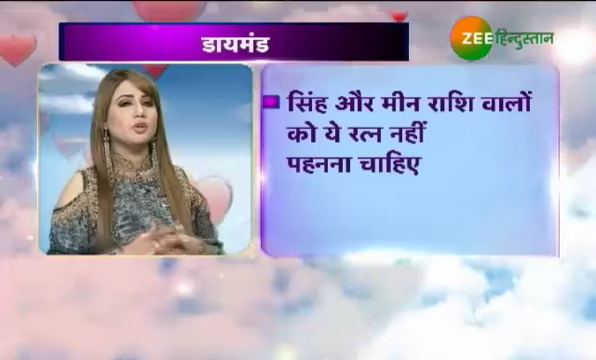 डायमंड
ZEE हिन्दुस्तान
सिंह और मीन राशि वालों
को ये रत्न नहीं
पहनना चाहिए